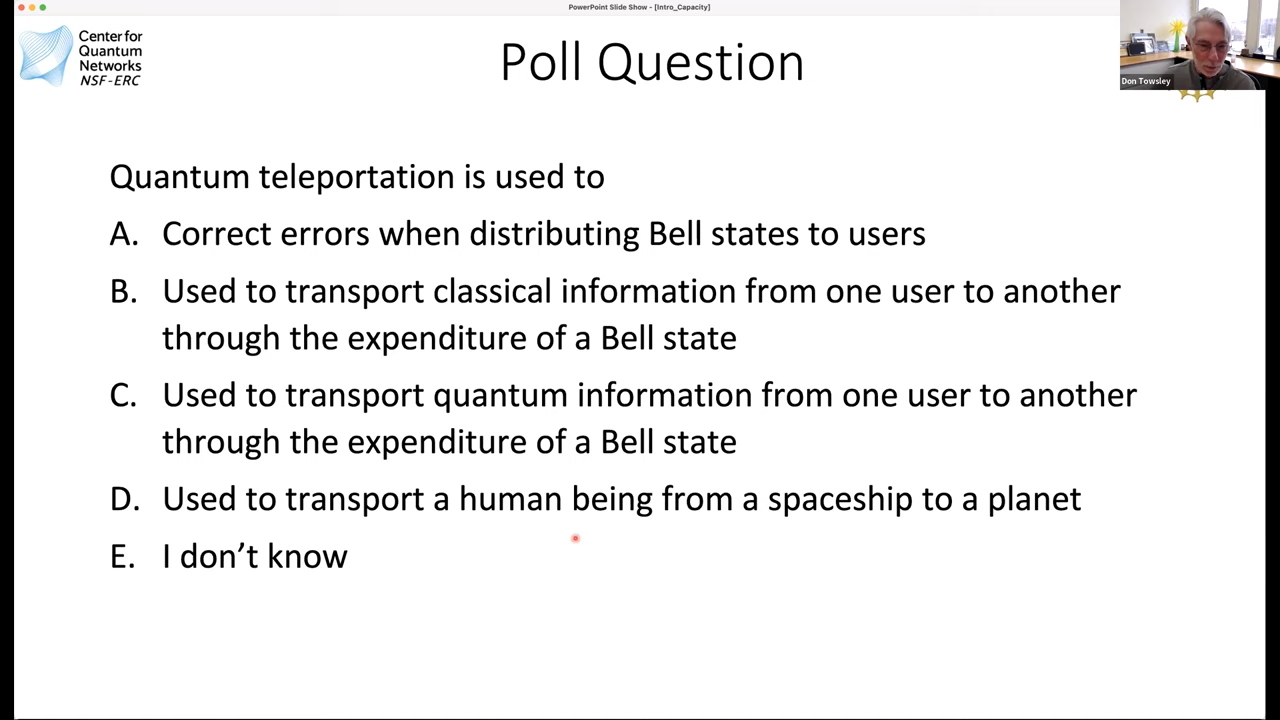 PowerPoint Slide Show - [Intro_Capacity]
Center for
Quantum
Networks
NSF-ERC
Poll Question
Don Towsley
Quantum teleportation is used to
A. Correct errors when distributing Bell states to users
B. Used to transport classical information from one user to another
through the expenditure of a Bell state
C. Used to transport quantum information from one user to another
through the expenditure of a Bell state
D. Used to transport a human being from a spaceship to a planet
E. I don’t know